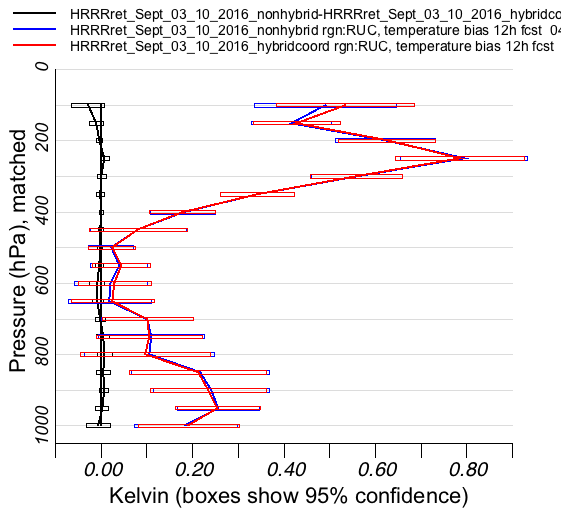 HRRRret_Sept_03_10_2016_nonhybrid-HRRRret_Sept_03_10_2016_hybridco
HRRRret_Sept_03_10_2016_nonhybrid rgn:RUC, temperature bias 12h fcst 04
HRRRret_Sept_03_10_2016_hybridcoord rgn:RUC, temperature bias 12h fcst
0
200
400
600
800
1000
Pressure (hPa), matched
0.00 0.20 0.40 0.60 0.80
Kelvin (boxes show 95% confidence)